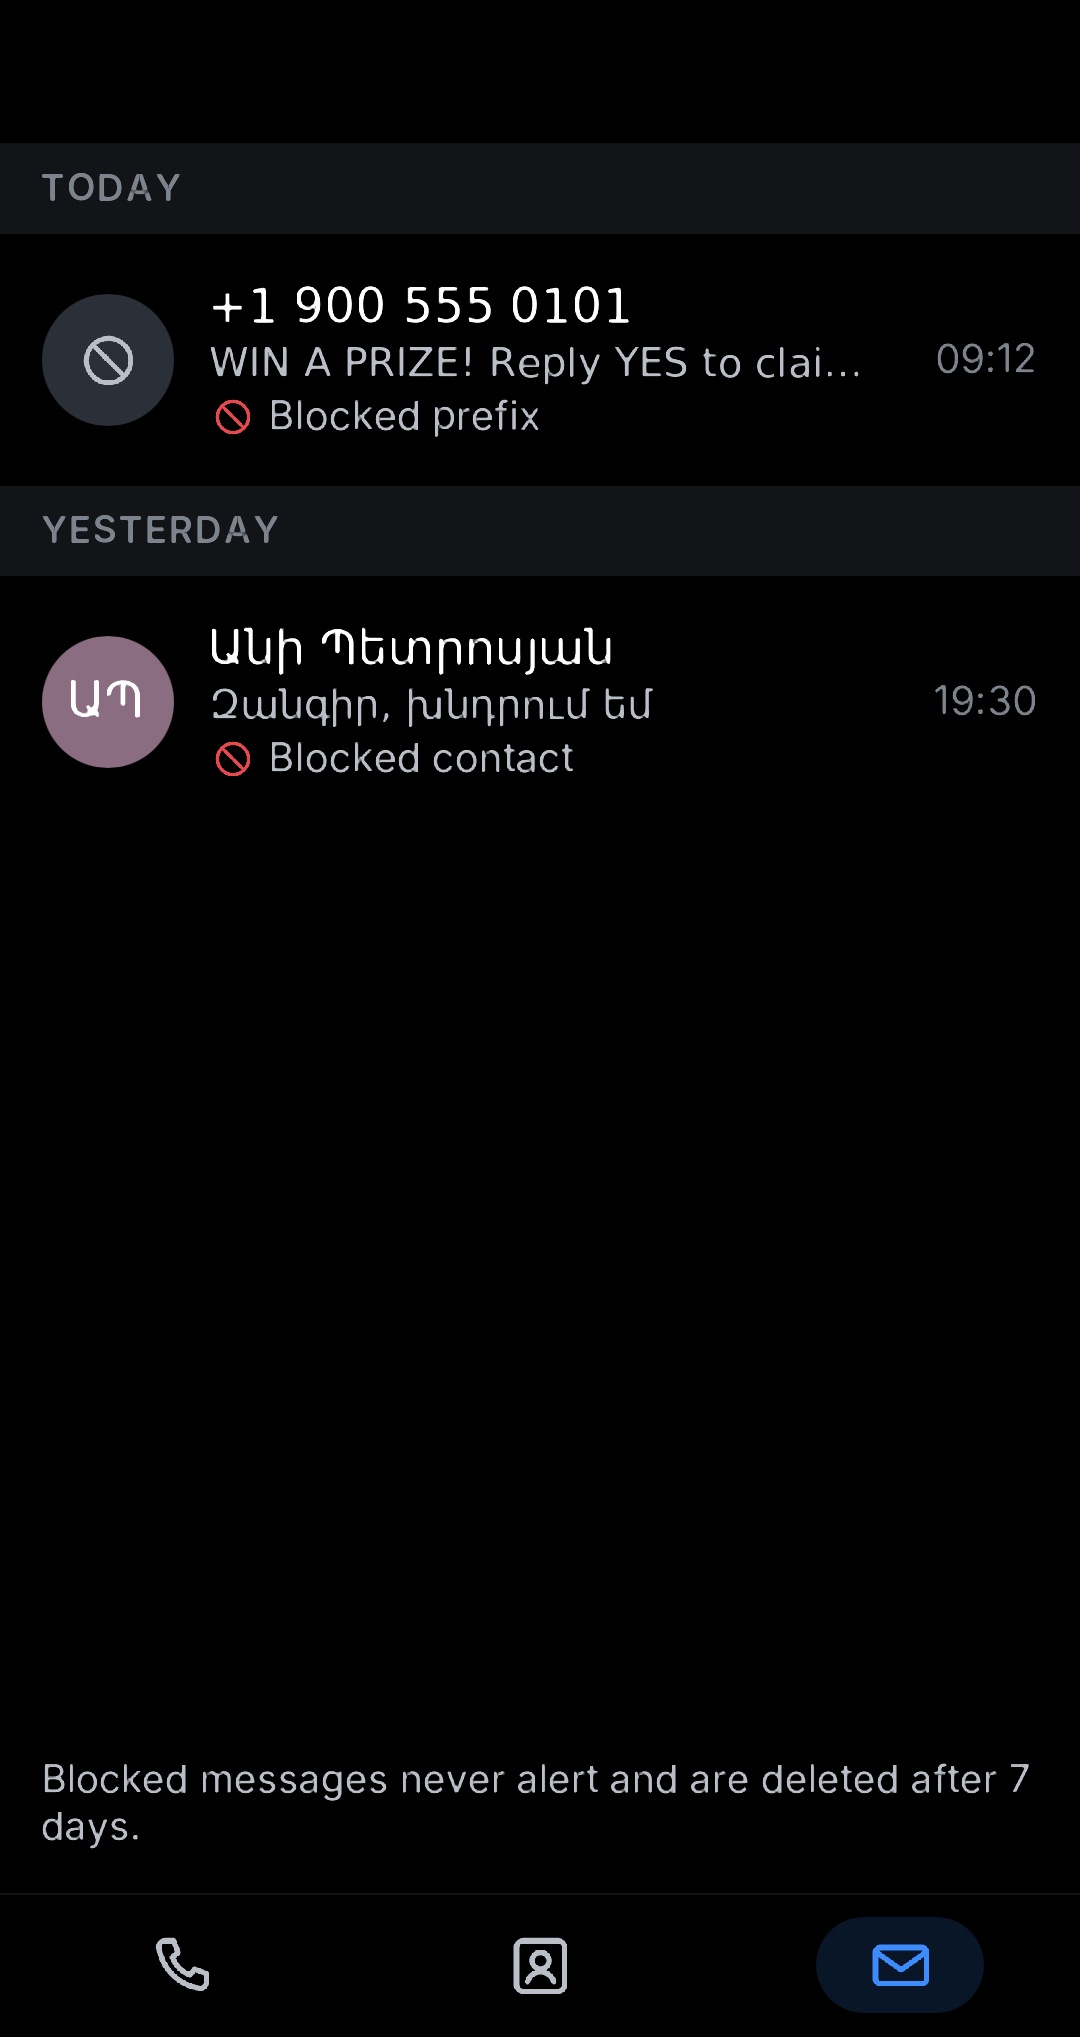 TODAY
+1 900 555 0101
WIN A PRIZE! Reply YES to clai...
09:12
Blocked prefix
YESTERDAY
ԱՊ
Անի Պետրոսյան
Զանգիր, խնդրում եմ
19:30
Blocked contact
Blocked messages never alert and are deleted after 7
days.